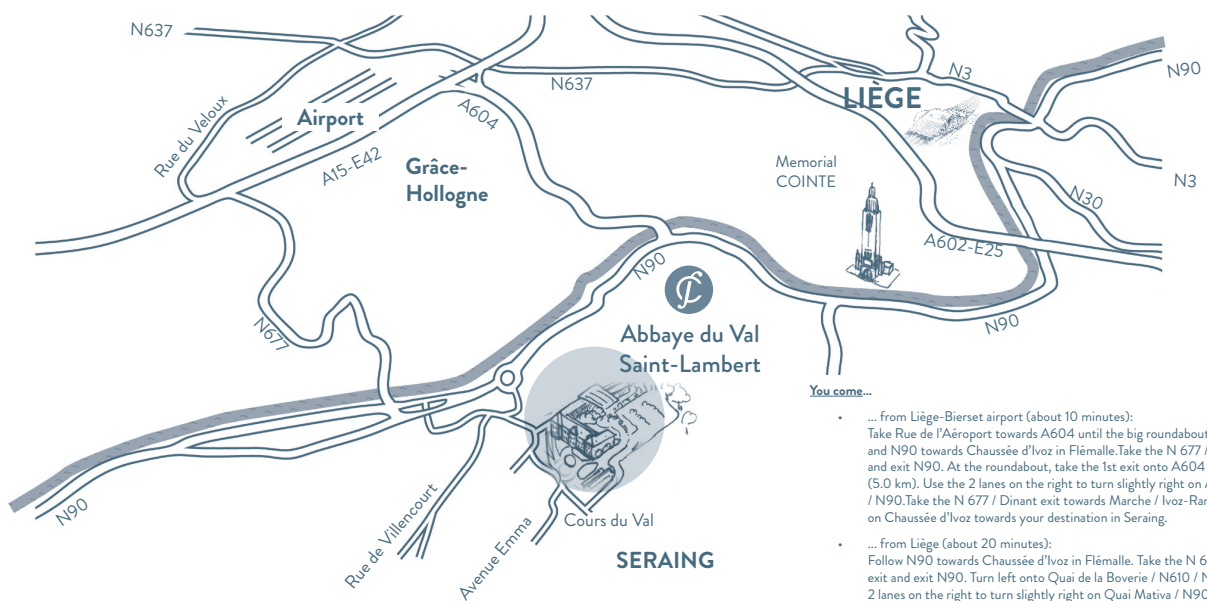 N637
N3
N90
N637
LIÈGE
A604
Airport
Rue du Veloux
A15-E42
Memorial
COINTE
Grâce-
Hollogne
N3
N30
A602-E25
N90
N90
N677
Abbaye du Val
Saint-Lambert
You come...
• ... from Liège-Bierset airport (about 10 minutes):
Take Rue de l'Aéroport towards A604 until the big roundabout
and N90 towards Chaussée d'Ivoz in Flémalle.Take the N 677 /
and exit N90. At the roundabout, take the 1st exit onto A604
(5.0 km). Use the 2 lanes on the right to turn slightly right on
/ N90.Take the N 677 / Dinant exit towards Marche / Ivoz-Ram
on Chaussée d'Ivoz towards your destination in Seraing.
• ... from Liège (about 20 minutes):
Follow N90 towards Chaussée d'Ivoz in Flémalle. Take the N 6
exit and exit N90. Turn left onto Quai de la Boverie / N610 / N
2 lanes on the right to turn slightly right on Quai Mativa / N90
N90
Rue de Villencourt
Avenue Emma
Cours du Val
SERAING